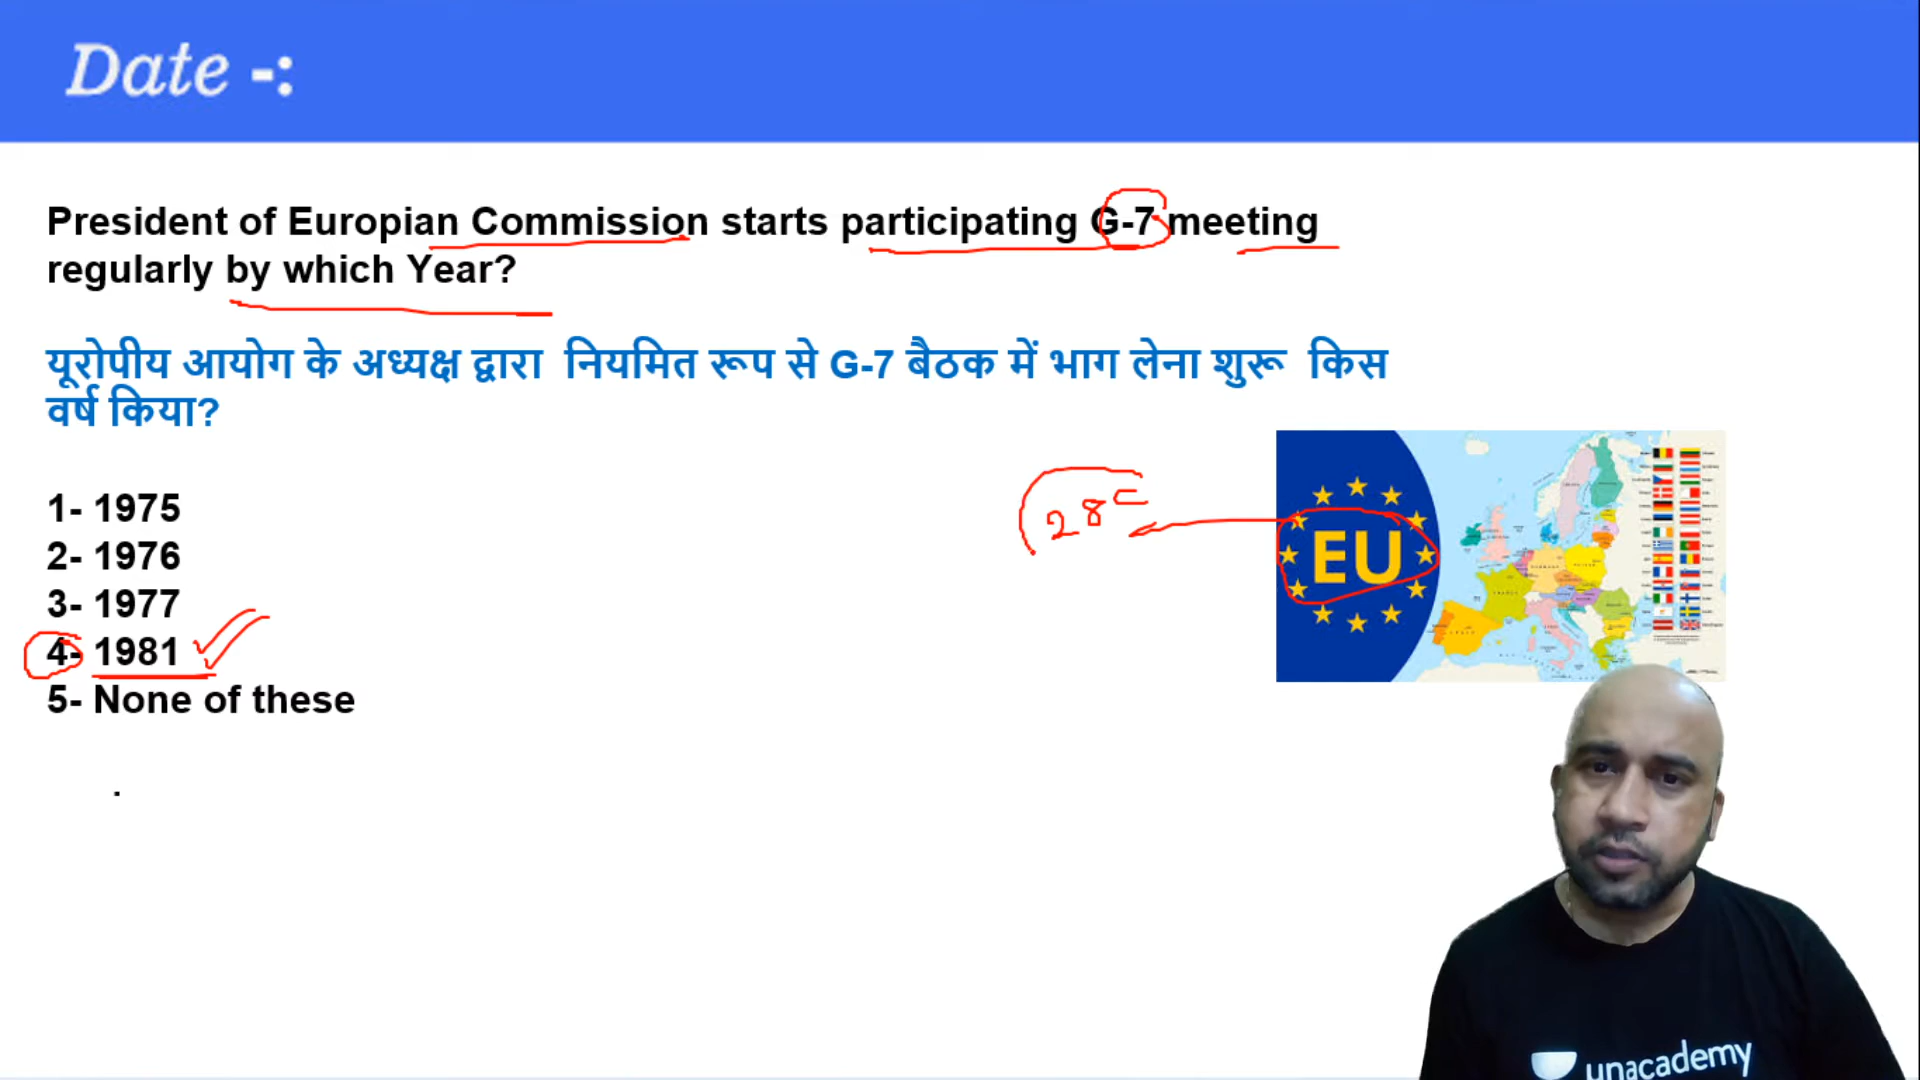 Date -:
President of Europian Commission starts participating G-7 meeting
regularly by which Year?
यूरोपीय आयोग के अध्यक्ष द्वारा नियमित रूप से G-7 बैठक में भाग लेना शुरू किस
वर्ष किया?
1- 1975
2- 1976
3- 1977
4- 1981
5- None of these
28
EU
unacademy